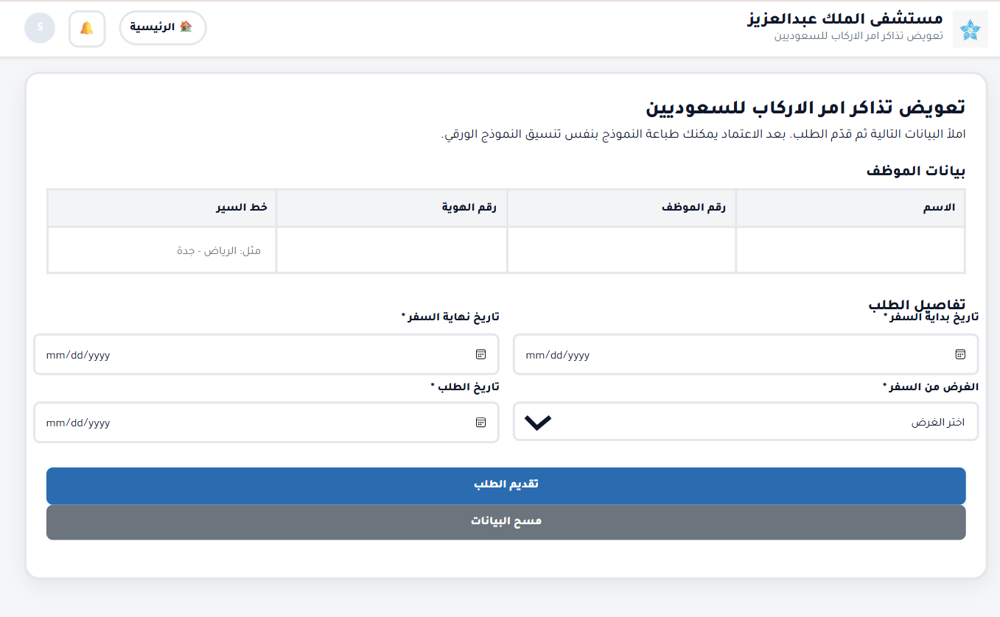 مستشفى الملك عبدالعزيز
تعويض تذاكر امر الاركاب للسعوديين
🏠 الرئيسية
🔔
S
تعويض تذاكر امر الاركاب للسعوديين
املأ البيانات التالية ثم قدّم الطلب. بعد الاعتماد يمكنك طباعة النموذج بنفس تنسيق النموذج الورقي.
بيانات الموظف
الاسم رقم الموظف رقم الهوية خط السير
مثل: الرياض - جدة
تفاصيل الطلب
تاريخ بداية السفر * تاريخ نهاية السفر *
mm/dd/yyyy mm/dd/yyyy
الغرض من السفر * تاريخ الطلب *
اختر الغرض mm/dd/yyyy
تقديم الطلب
مسح البيانات